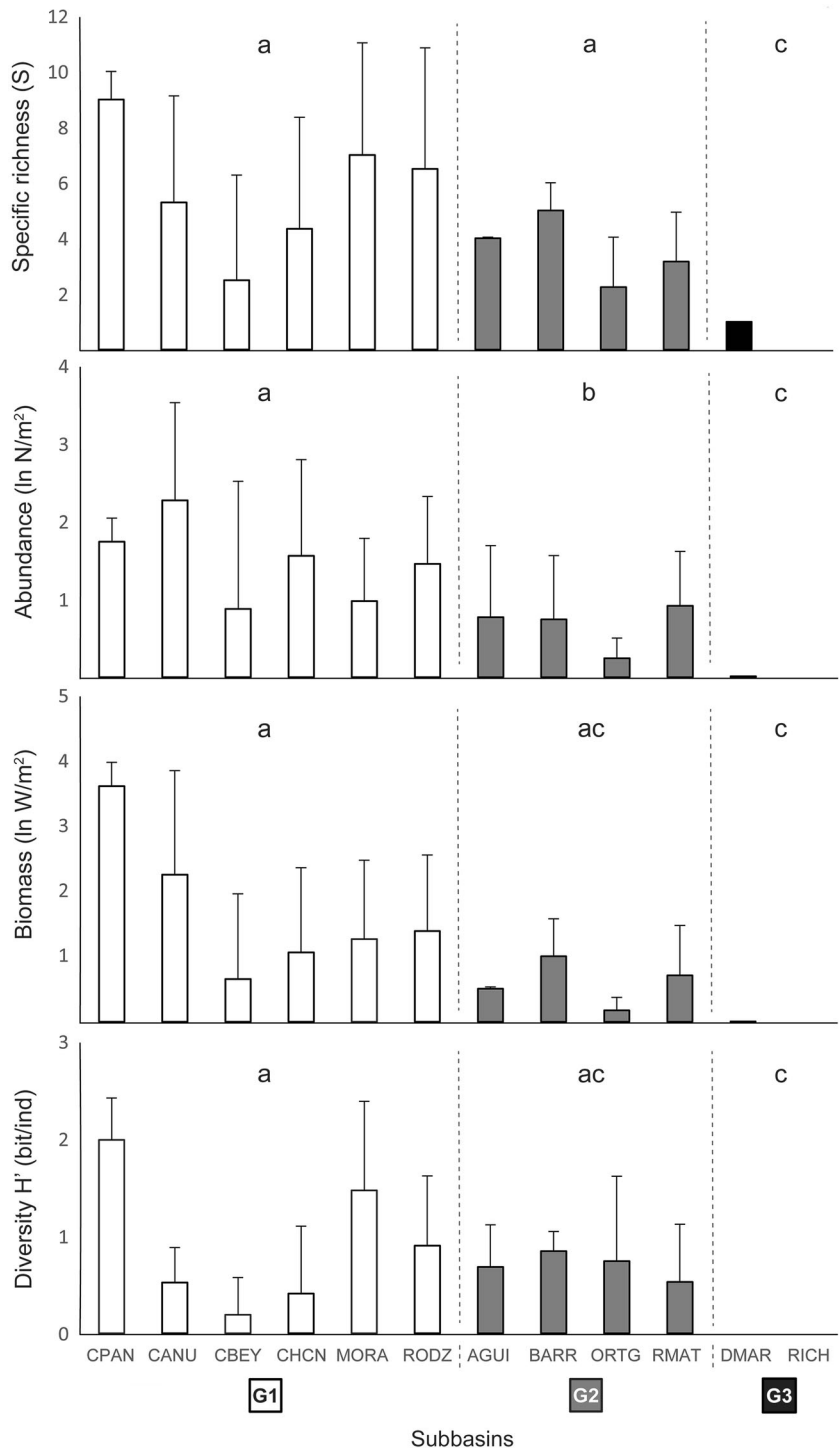 Specific richness (S)
12
10
8
6
4
2
a
a
c
Abundance (ln N/m²)
4
3
2
1
a
b
c
Biomass (ln W/m²)
5
4
3
2
1
a
ac
c
Diversity H' (bit/ind)
3
2
1
0
a
ac
c
CPAN CANU CBEY CHCN MORA RODZ AGUI BARR ORTG RMAT DMAR RICH
G1 G2 G3
Subbasins